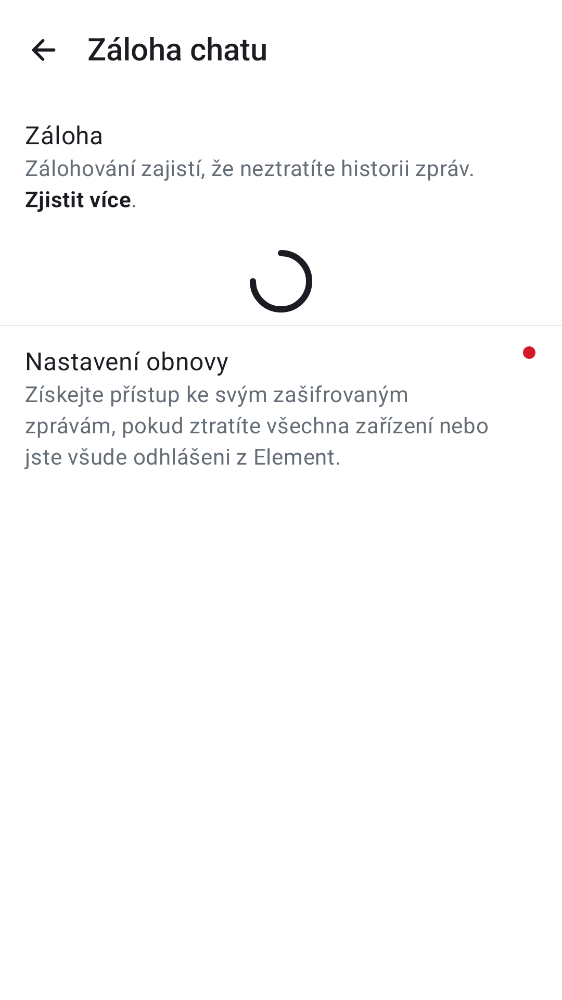 Záloha chatu
Záloha
Zálohování zajistí, že neztratíte historii zpráv.
Zjistit více.
Nastavení obnovy
Získejte přístup ke svým zašifrovaným
zprávám, pokud ztratíte všechna zařízení nebo
jste všude odhlášeni z Element.